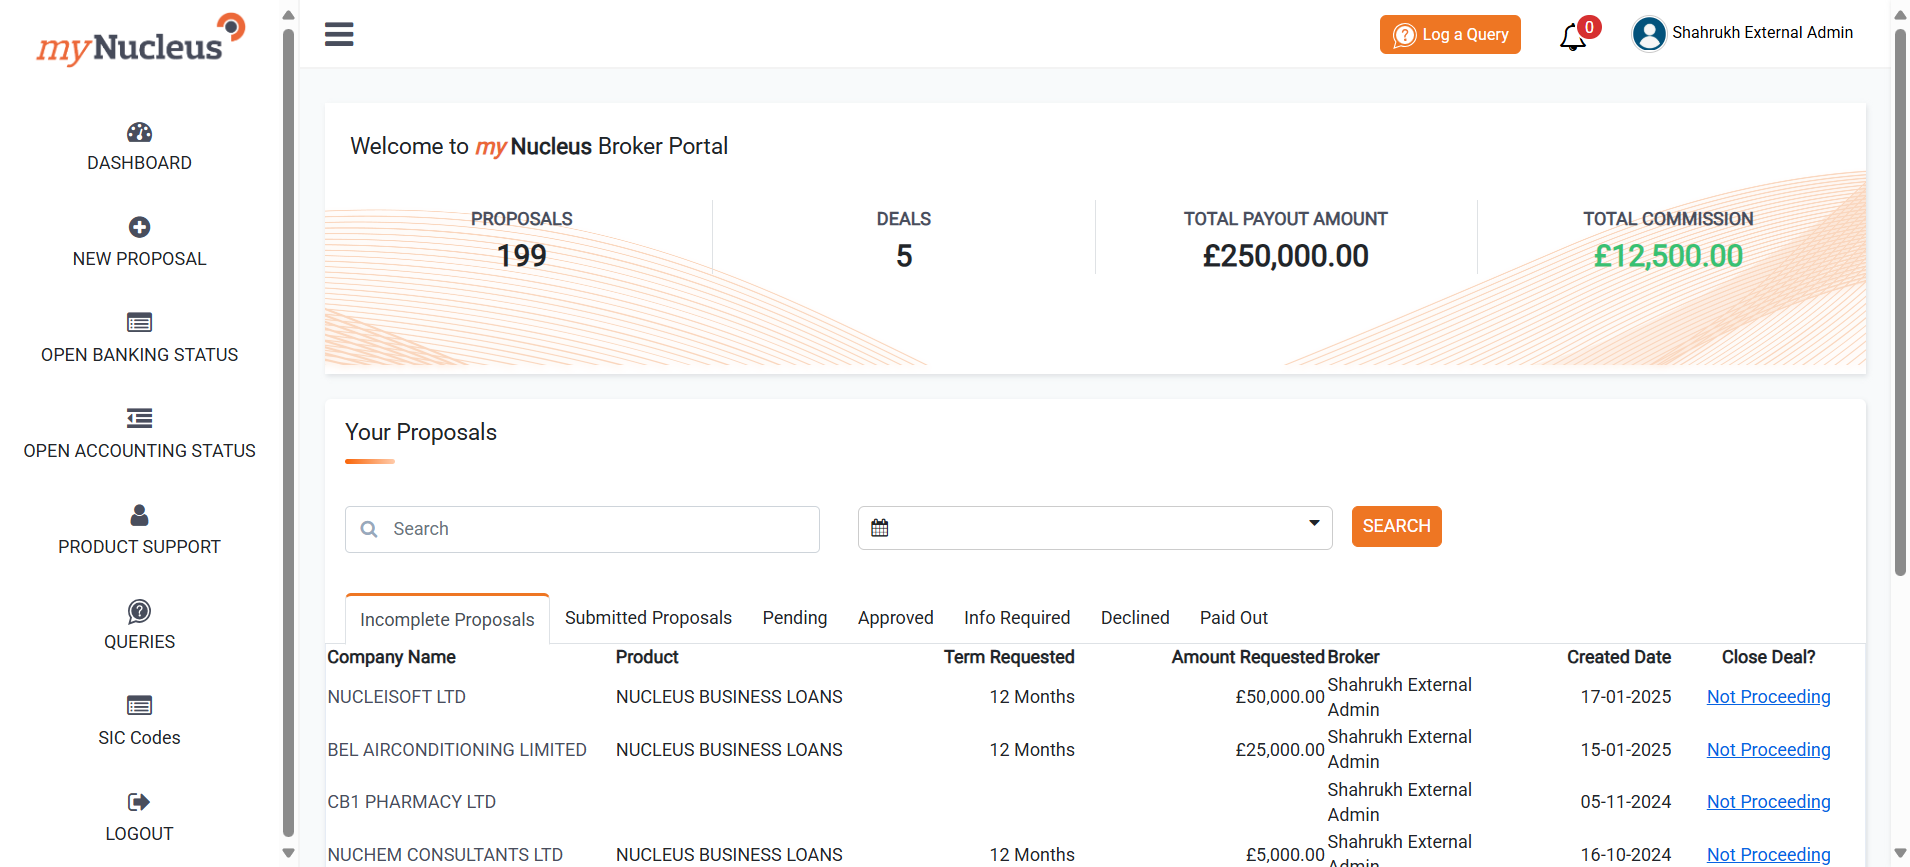 myNucleus
Log a Query
0
Shahrukh External Admin
DASHBOARD
NEW PROPOSAL
OPEN BANKING STATUS
OPEN ACCOUNTING STATUS
PRODUCT SUPPORT
QUERIES
SIC Codes
LOGOUT
Welcome to my Nucleus Broker Portal
PROPOSALS DEALS TOTAL PAYOUT AMOUNT TOTAL COMMISSION
199 5 £250,000.00 £12,500.00
Your Proposals
Search SEARCH
Incomplete Proposals Submitted Proposals Pending Approved Info Required Declined Paid Out
Company Name Product Term Requested Amount Requested Broker Created Date Close Deal?
NUCLEISOFT LTD NUCLEUS BUSINESS LOANS 12 Months £50,000.00 Shahrukh External 17-01-2025 Not Proceeding
Admin
BEL AIRCONDITIONING LIMITED NUCLEUS BUSINESS LOANS 12 Months £25,000.00 Shahrukh External 15-01-2025 Not Proceeding
Admin
CB1 PHARMACY LTD Shahrukh External 05-11-2024 Not Proceeding
Admin
NUCHEM CONSULTANTS LTD NUCLEUS BUSINESS LOANS 12 Months £5,000.00 Shahrukh External 16-10-2024 Not Proceeding
Admin